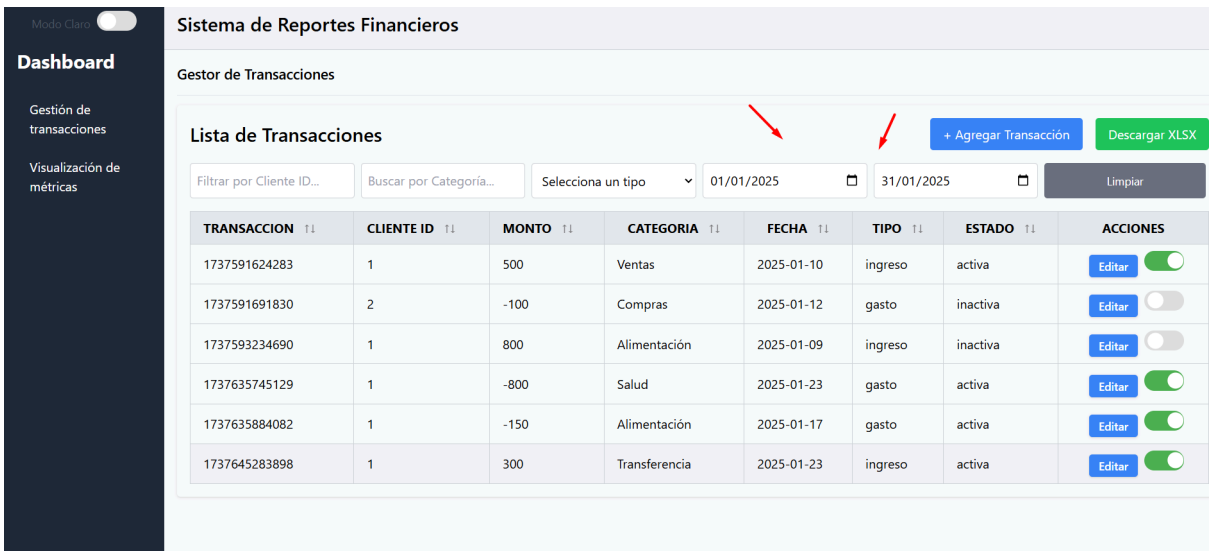 Modo Claro
Sistema de Reportes Financieros
Dashboard
Gestor de Transacciones
Gestión de
transacciones
Visualización de
métricas
Lista de Transacciones
+ Agregar Transacción
Descargar XLSX
Filtrar por Cliente ID...
Buscar por Categoría...
Selecciona un tipo
01/01/2025
31/01/2025
Limpiar
TRANSACCION ↑↓ CLIENTE ID ↑↓ MONTO ↑↓ CATEGORIA ↑↓ FECHA ↑↓ TIPO ↑↓ ESTADO ↑↓ ACCIONES
1737591624283 1 500 Ventas 2025-01-10 ingreso activa Editar
1737591691830 2 -100 Compras 2025-01-12 gasto inactiva Editar
1737593234690 1 800 Alimentación 2025-01-09 ingreso inactiva Editar
1737635745129 1 -800 Salud 2025-01-23 gasto activa Editar
1737635884082 1 -150 Alimentación 2025-01-17 gasto activa Editar
1737645283898 1 300 Transferencia 2025-01-23 ingreso activa Editar